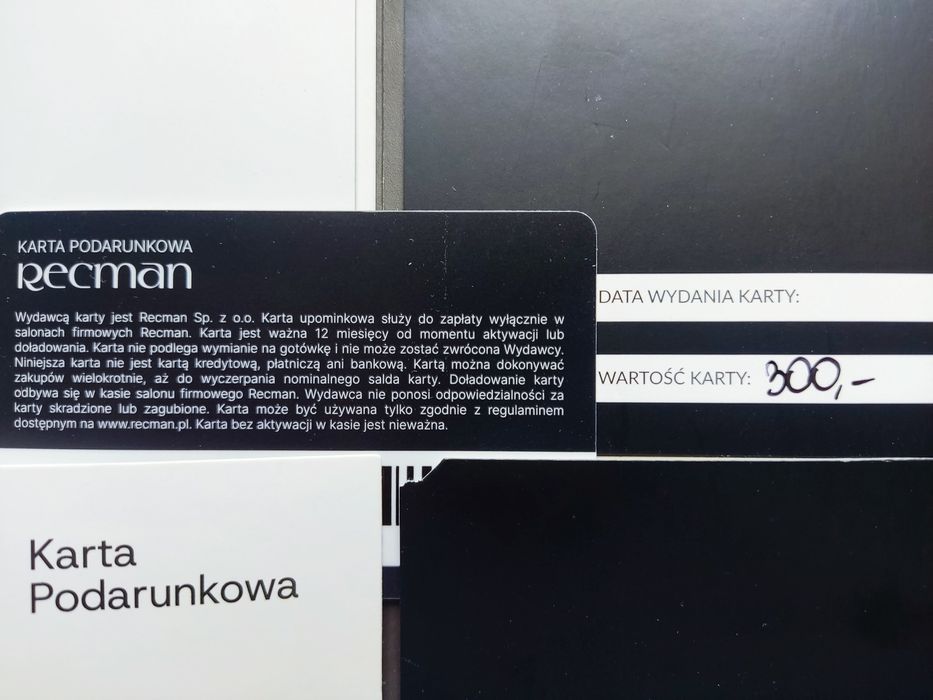 KARTA PODARUNKOWA
Recman
Wydawcą karty jest Recman Sp. z o.o. Karta upominkowa służy do zapłaty wyłącznie w
salonach firmowych Recman. Karta jest ważna 12 miesięcy od momentu aktywacji lub
doładowania. Karta nie podlega wymianie na gotówkę i nie może zostać zwrócona Wydawcy.
Niniejsza karta nie jest kartą kredytową, płatniczą ani bankową. Kartą można dokonywać
zakupów wielokrotnie, aż do wyczerpania nominalnego salda karty. Doładowanie karty
odbywa się w kasie salonu firmowego Recman. Wydawca nie ponosi odpowiedzialności za
karty skradzione lub zagubione. Karta może być używana tylko zgodnie z regulaminem
dostępnym na www.recman.pl. Karta bez aktywacji w kasie jest nieważna.
DATA WYDANIA KARTY:
WARTOŚĆ KARTY: 300,-
Karta
Podarunkowa